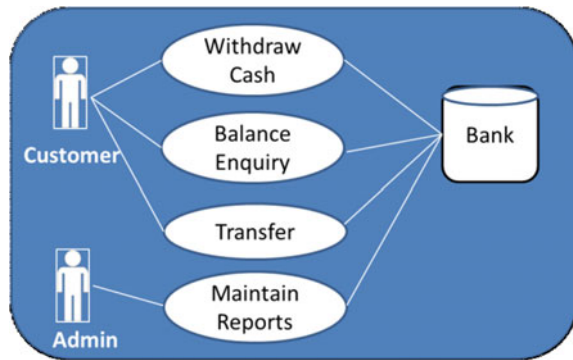 Withdraw
Cash
Customer
Balance
Enquiry
Bank
Transfer
Admin
Maintain
Reports